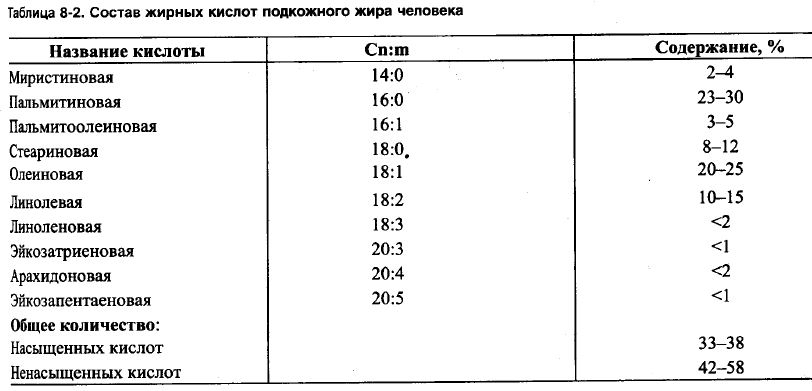 Таблица 8-2. Состав жирных кислот подкожного жира человека
Название кислоты Cn:m Содержание, %
Миристиновая 14:0 2–4
Пальмитиновая 16:0 23–30
Пальмитоолеиновая 16:1 3–5
Стеариновая 18:0 8–12
Олеиновая 18:1 20–25
Линолевая 18:2 10–15
Линоленовая 18:3 <2
Эйкозатриеновая 20:3 <1
Арахидоновая 20:4 <2
Эйкозапентаеновая 20:5 <1
Общее количество:
Насыщенных кислот 33–38
Ненасыщенных кислот 42–58